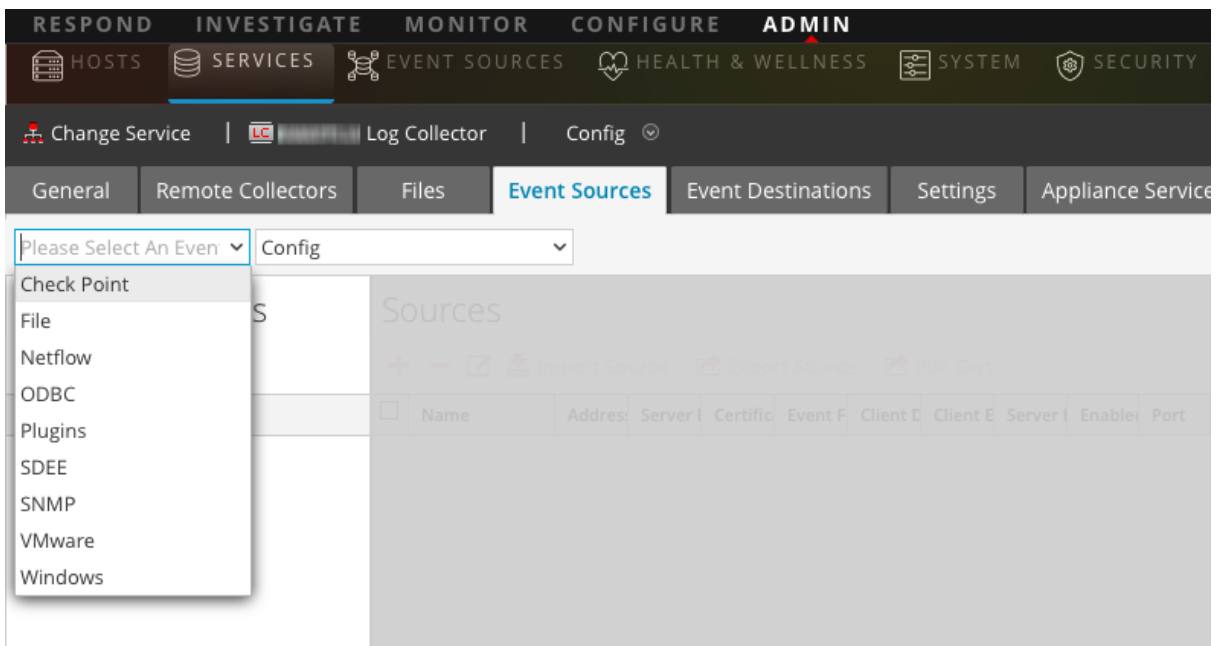 RESPOND INVESTIGATE MONITOR CONFIGURE ADMIN
HOSTS SERVICES EVENT SOURCES HEALTH & WELLNESS SYSTEM SECURITY
Change Service | LC Log Collector | Config
General Remote Collectors Files Event Sources Event Destinations Settings Appliance Service
Please Select An Even Config
Check Point
s Sources
File
Netflow
Import Source Export Source Pull Cert
ODBC
Name Addres Server Certific Event F Client D Client E Server Enable Port
Plugins
SDEE
SNMP
VMware
Windows